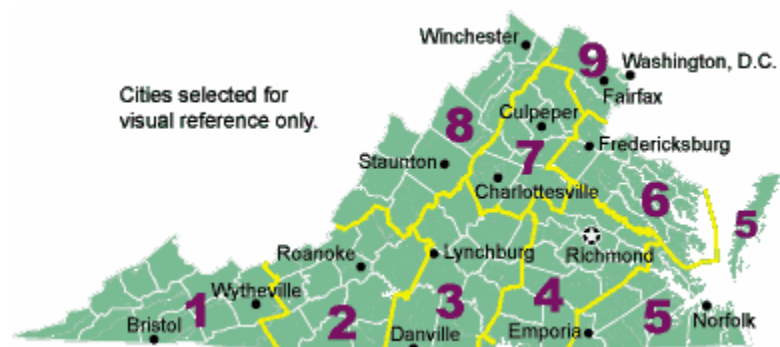 Winchester
9
Washington, D.C.
Fairfax
Cities selected for
visual reference only.
8
Culpeper
Fredericksburg
Staunton
7
Charlottesville
6
5
Roanoke
Lynchburg
Richmond
1
Wytheville
2
3
4
5
Norfolk
Bristol
Danville
Emporia